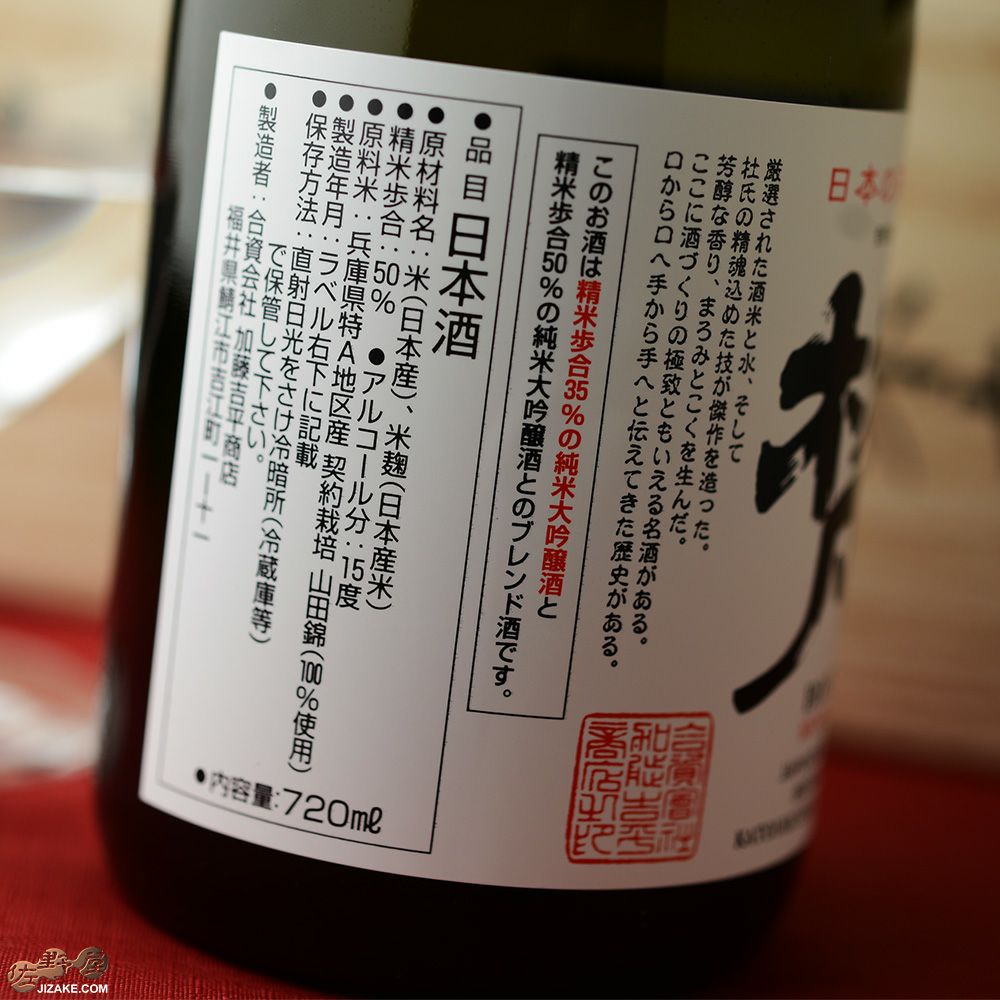 日本の
厳選された酒米と水、そして
杜氏の精魂込めた技が傑作を造った。
芳醇な香り、まろみとこくを生んだ。
ここに酒づくりの極致ともいえる名酒がある。
口から口へ手から手へと伝えてきた歴史がある。
このお酒は精米歩合35%の純米大吟醸酒と
精米歩合50%の純米大吟醸酒とのブレンド酒です。
●品目 日本酒
●原材料名：米（日本産）、米麹（日本産米）
●精米歩合：50% ●アルコール分：15度
●原料米：兵庫県特A地区産 契約栽培 山田錦（100%使用）
●製造年月：ラベル右下に記載
●保存方法：直射日光をさけ冷暗所（冷蔵庫等）
で保管して下さい。
●製造者：合資会社 加藤吉平商店
福井県鯖江市吉江町一ー十一
●内容量：720ml
佐野屋
JIZAKE.COM